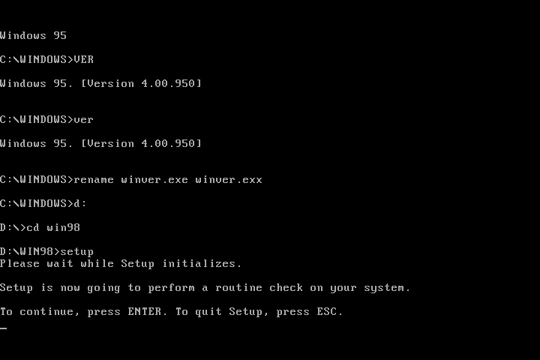 Windows 95
C:\WINDOWS>VER
Windows 95. [Version 4.00.950]
C:\WINDOWS>ver
Windows 95. [Version 4.00.950]
C:\WINDOWS>rename winver.exe winver.exx
C:\WINDOWS>d:
D:\>cd win98
D:\WIN98>setup
Please wait while Setup initializes.
Setup is now going to perform a routine check on your system.
To continue, press ENTER. To quit Setup, press ESC.